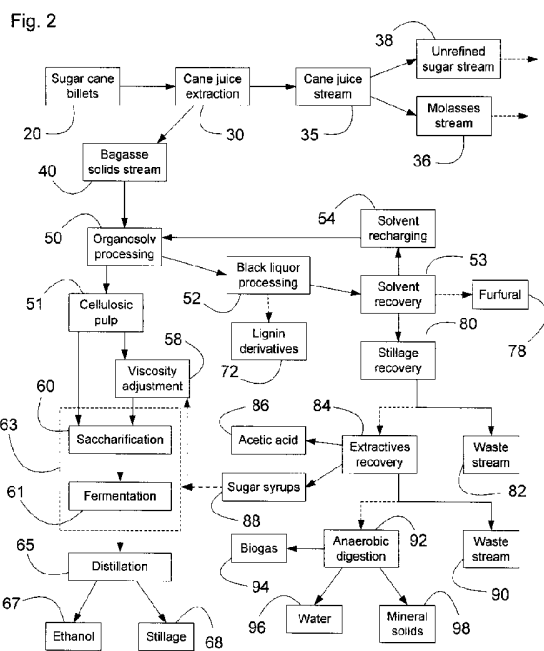 Fig. 2
38
Unrefined
sugar stream
Sugar cane
billets
Cane juice
extraction
Cane juice
stream
20
30
35
Molasses
stream
36
Bagasse
solids stream
40
54
Solvent
recharging
50
Organosolv
processing
Black liquor
processing
53
Solvent
recovery
Furfural
51
52
Cellulosic
pulp
58
80
78
Lignin
derivatives
72
Stillage
recovery
Viscosity
adjustment
60
86
84
63
Saccharification
Acetic acid
Extractives
recovery
Waste
stream
82
61
Fermentation
Sugar syrups
88
92
65
Biogas
Anaerobic
digestion
Waste
stream
Distillation
94
90
67
Ethanol
Stillage
68
96
Water
Mineral
solids
98